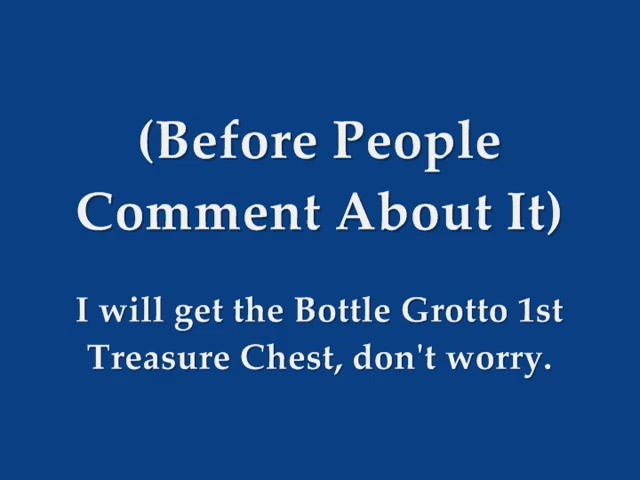 (Before People
Comment About It)
I will get the Bottle Grotto 1st
Treasure Chest, don't worry.